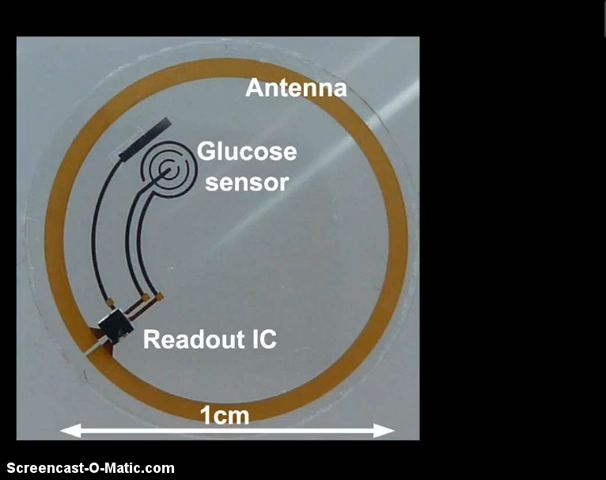 Antenna
Glucose
sensor
Readout IC
1cm
Screencast-O-Matic.com